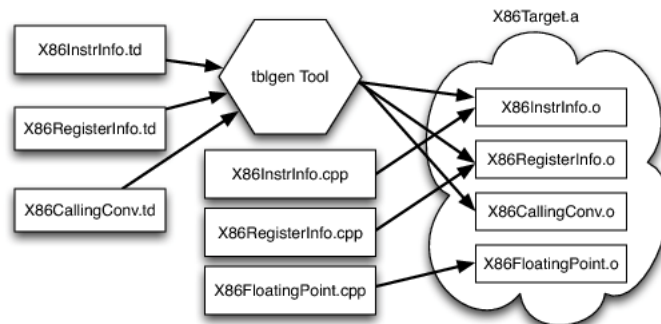 X86Target.a
X86InstrInfo.td
tblgen Tool
X86InstrInfo.o
X86RegisterInfo.td
X86RegisterInfo.o
X86InstrInfo.cpp
X86CallingConv.td
X86CallingConv.o
X86RegisterInfo.cpp
X86FloatingPoint.o
X86FloatingPoint.cpp